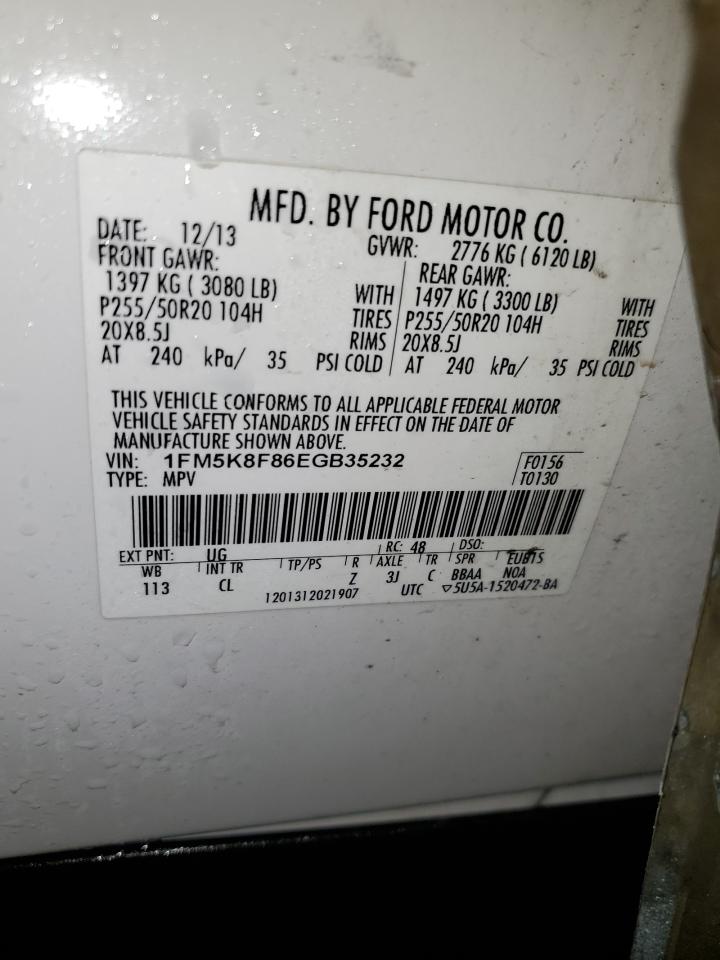 MFD. BY FORD MOTOR CO.
DATE: 12/13 GVWR: 2776 KG ( 6120 LB)
FRONT GAWR: REAR GAWR:
1397 KG ( 3080 LB) WITH 1497 KG ( 3300 LB) WITH
P255/50R20 104H TIRES P255/50R20 104H TIRES
20X8.5J RIMS 20X8.5J RIMS
AT 240 kPa/ 35 PSI COLD AT 240 kPa/ 35 PSI COLD
THIS VEHICLE CONFORMS TO ALL APPLICABLE FEDERAL MOTOR
VEHICLE SAFETY STANDARDS IN EFFECT ON THE DATE OF
MANUFACTURE SHOWN ABOVE.
VIN: 1FM5K8F86EGB35232 F0156
TYPE: MPV T0130
EXT PNT: UG RC: 48 DSO:
WB INT TR TP/PS R AXLE TR SPR
113 CL Z 3J C BBAA N0A
1201312021907 UTC ▽5U5A-1520472-BA